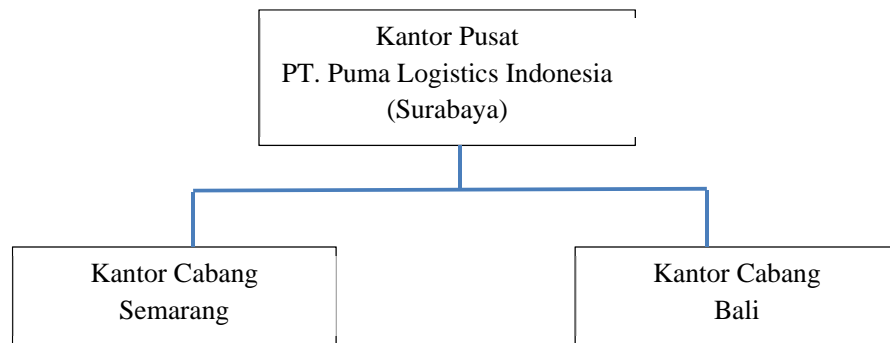 Kantor Pusat
PT. Puma Logistics Indonesia
(Surabaya)
Kantor Cabang
Semarang
Kantor Cabang
Bali